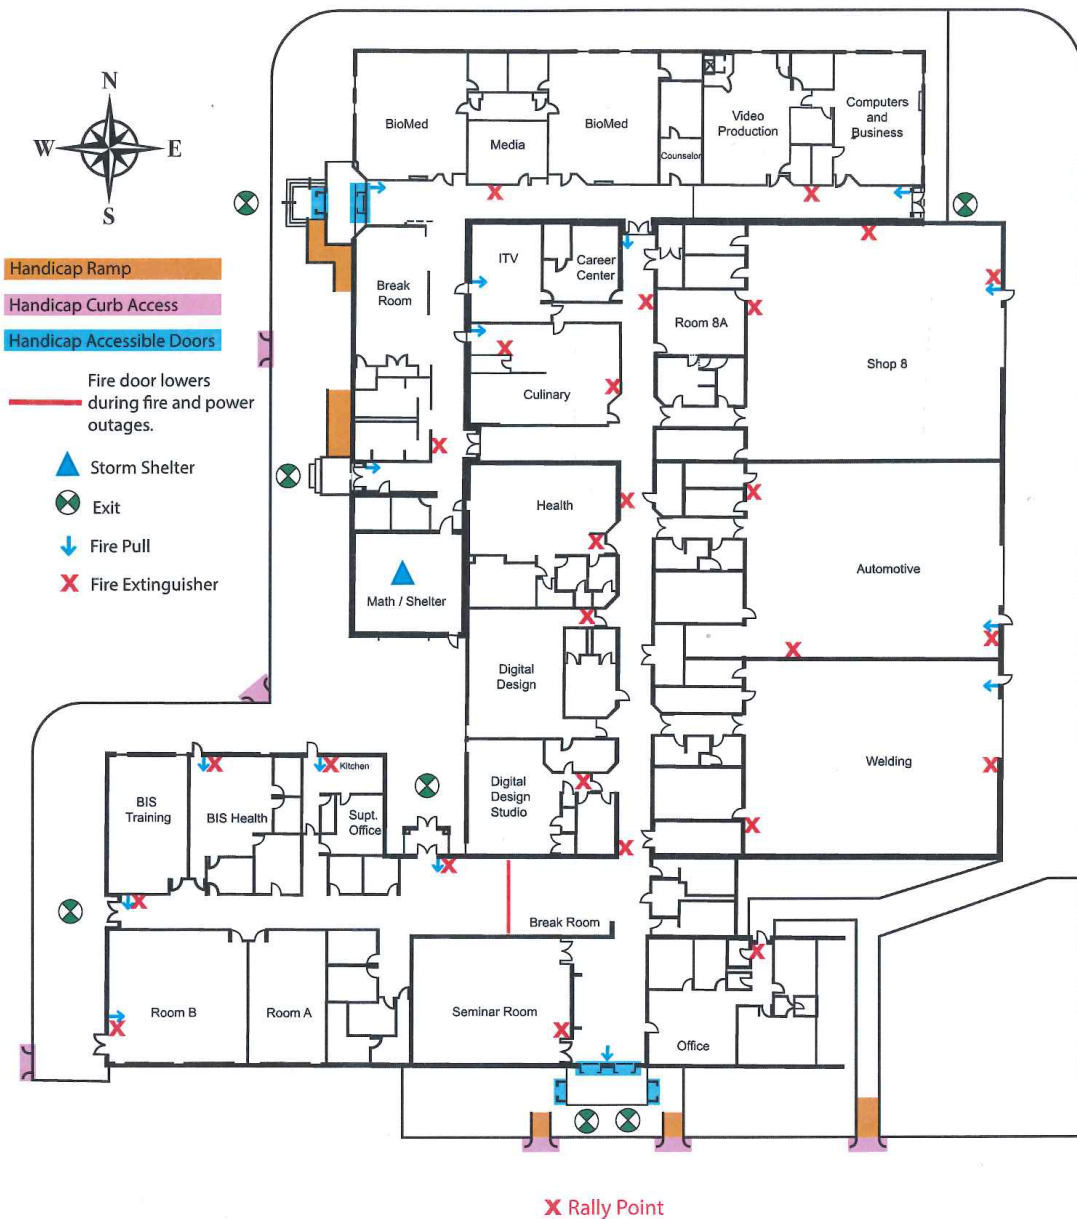 N
W
E
S
Handicap Ramp
Handicap Curb Access
Handicap Accessible Doors
Fire door lowers
during fire and power
outages.
Storm Shelter
Exit
Fire Pull
Fire Extinguisher
BioMed
Media
BioMed
Counselor
Video
Production
Computers
and
Business
Break
Room
ITV
Career
Center
Room 8A
Shop 8
Culinary
Health
Math / Shelter
Automotive
Digital
Design
Digital
Design
Studio
Welding
BIS
Training
BIS Health
Kitchen
Supt.
Office
Break Room
Room B
Room A
Seminar Room
Office
X Rally Point